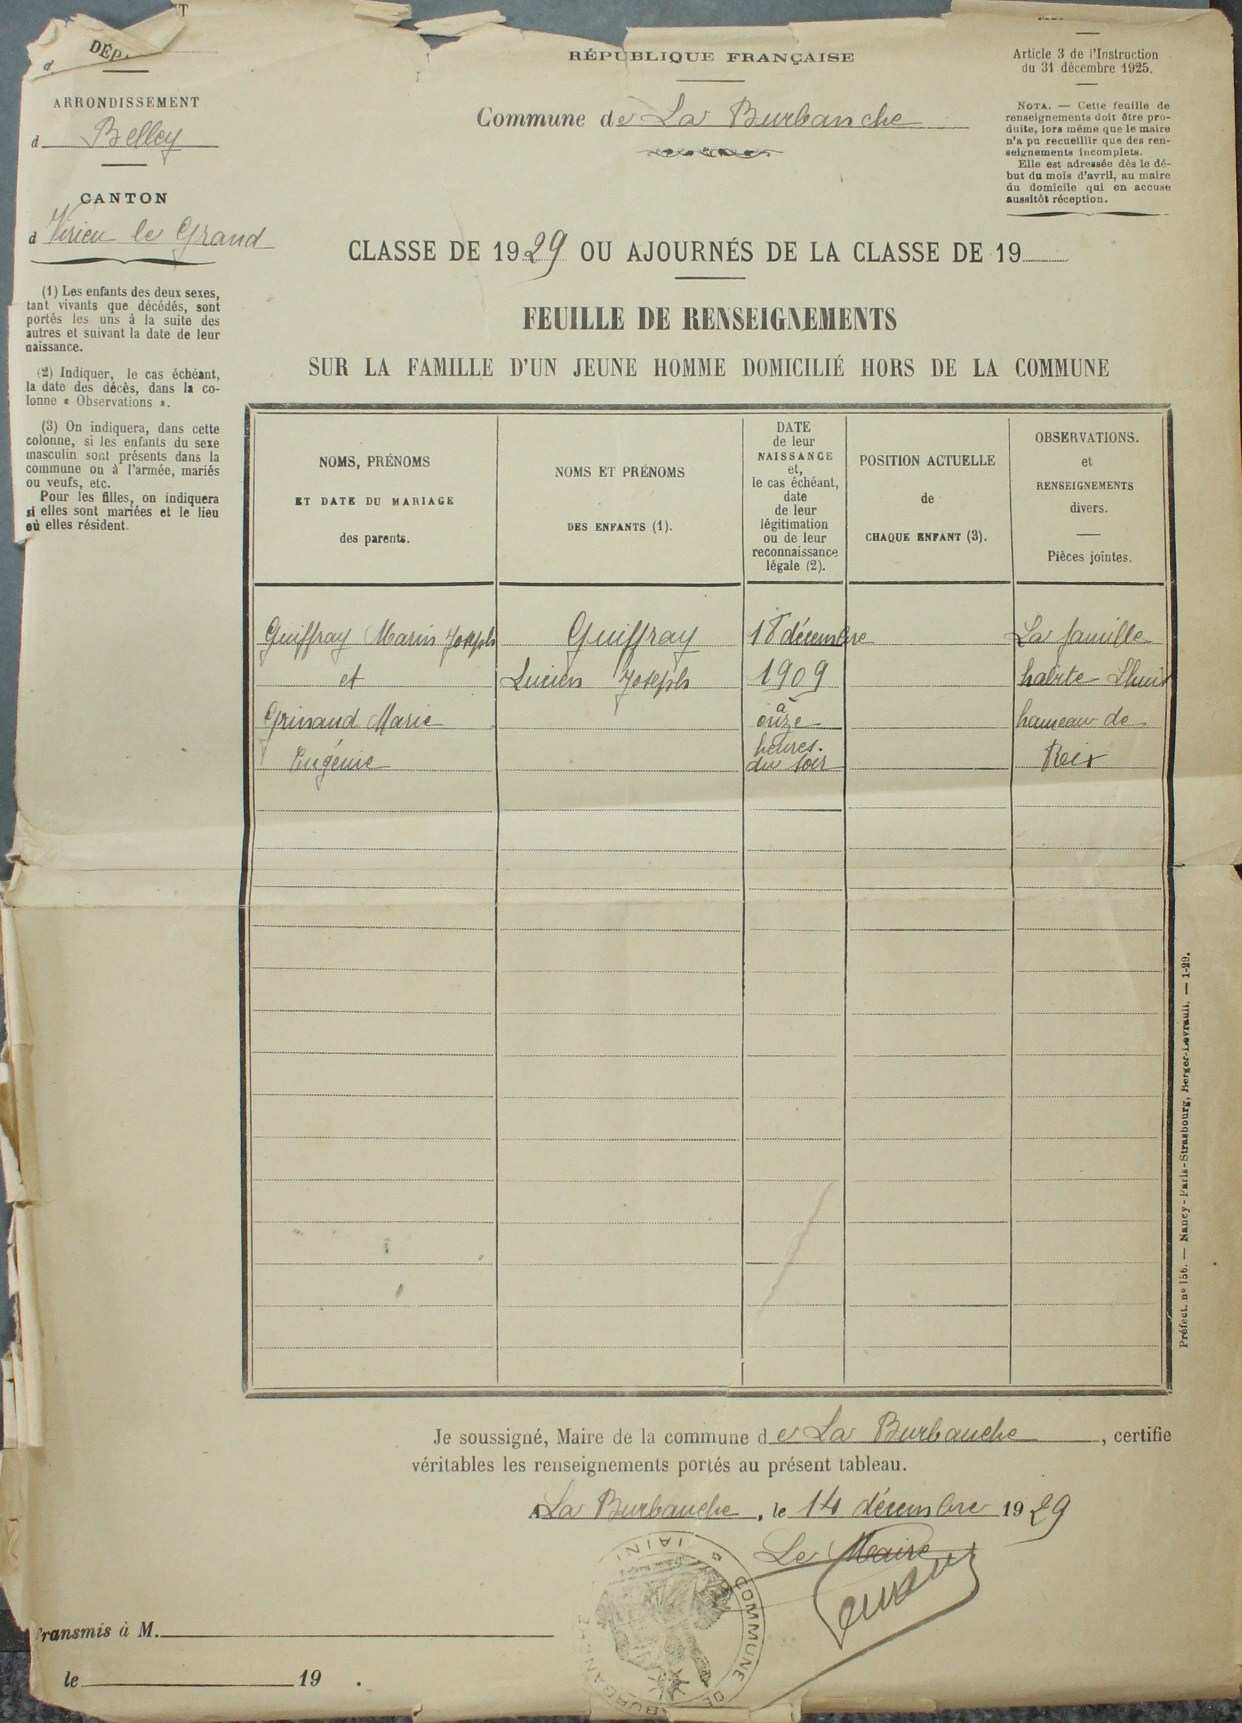 DÉP
T
d
ARRONDISSEMENT
d Belley
CANTON
d Virieu le Grand
(1) Les enfants des deux sexes,
tant vivants que décédés, sont
portés les uns à la suite des
autres et suivant la date de leur
naissance.
(2) Indiquer, le cas échéant,
la date des décès, dans la co-
lonne « Observations ».
(3) On indiquera, dans cette
colonne, si les enfants du sexe
masculin sont présents dans la
commune ou à l'armée, mariés
ou veufs, etc.
Pour les filles, on indiquera
si elles sont mariées et le lieu
où elles résident.
RÉPUBLIQUE FRANÇAISE
Commune de La Burbanche
Article 3 de l'Instruction
du 31 décembre 1925.
NOTA. — Cette feuille de
renseignements doit être pro-
duite, lors même que le maire
n'a pu recueillir que des ren-
seignements incomplets.
Elle est adressée dès le dé-
but du mois d'avril, au maire
du domicile qui en accuse
aussitôt réception.
CLASSE DE 1929 OU AJOURNÉS DE LA CLASSE DE 19
FEUILLE DE RENSEIGNEMENTS
SUR LA FAMILLE D'UN JEUNE HOMME DOMICILIÉ HORS DE LA COMMUNE
NOMS, PRÉNOMS
ET DATE DU MARIAGE
des parents.
NOMS ET PRÉNOMS
DES ENFANTS (1).
DATE
de leur
NAISSANCE
et,
le cas échéant,
date
de leur
légitimation
ou de leur
reconnaissance
légale (2).
POSITION ACTUELLE
de
CHAQUE ENFANT (3).
OBSERVATIONS.
et
RENSEIGNEMENTS
divers.
Pièces jointes.
Guiffray Marin Joseph
et
Grinand Marie
Eugénie
Guiffray
Lucien Joseph
18 décembre
1909
à
onze
heures
du soir
La famille
habite Lhuis
hameau de
Préfect. nº 156. — Nancy-Paris-Strasbourg, Berger-Levrault. — 1-29.
Je soussigné, Maire de la commune de La Burbanche, certifie
véritables les renseignements portés au présent tableau.
A La Burbanche, le 14 décembre 1929
Le Maire
COMMUNE DE LA BURBANCHE (AIN)
Transmis à M.
le 19 .